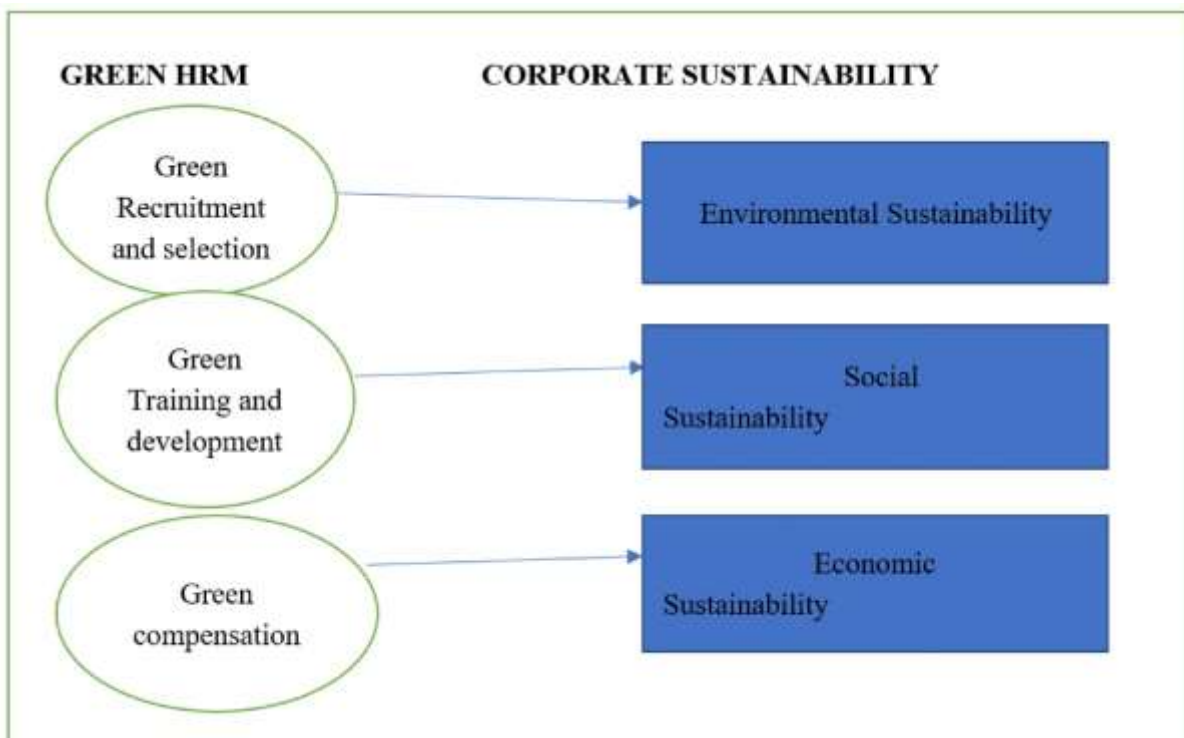 GREEN HRM
CORPORATE SUSTAINABILITY
Green
Recruitment
and selection
Environmental Sustainability
Green
Training and
development
Social
Sustainability
Green
compensation
Economic
Sustainability